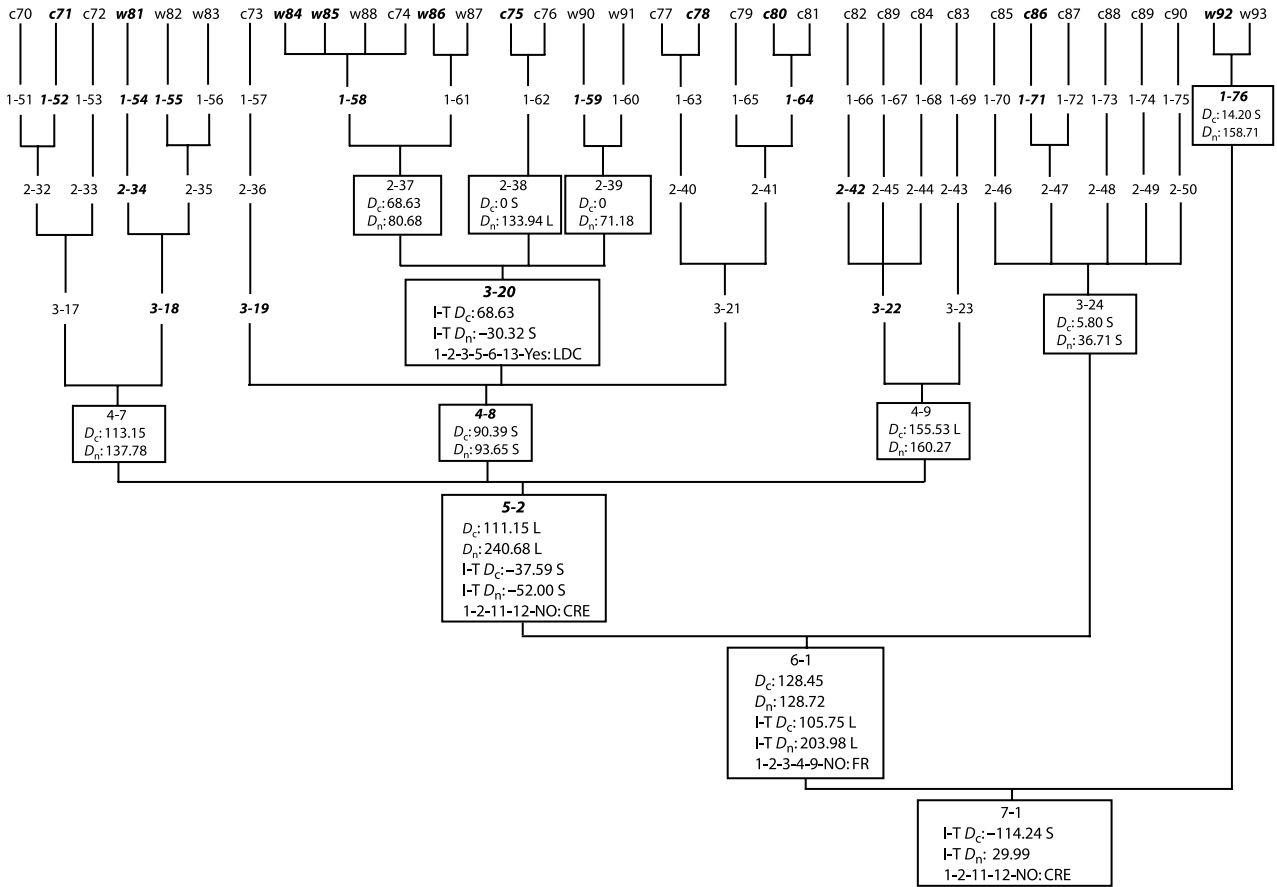 c70 c71 c72 w81 w82 w83 c73 w84 w85 w88 c74 w86 w87 c75 c76 w90 w91 c77 c78 c79 c80 c81 c82 c89 c84 c83 c85 c86 c87 c88 c89 c90 w92 w93
1-51 1-52 1-53 1-54 1-55 1-56 1-57 1-58 1-61 1-62 1-59 1-60 1-63 1-65 1-64 1-66 1-67 1-68 1-69 1-70 1-71 1-72 1-73 1-74 1-75
1-76
Dc: 14.20 S
Dn: 158.71
2-32 2-33 2-34 2-35 2-36
2-37
Dc: 68.63
Dn: 80.68
2-38
Dc: 0 S
Dn: 133.94 L
2-39
Dc: 0
Dn: 71.18
2-40 2-41 2-42 2-45 2-44 2-43 2-46 2-47 2-48 2-49 2-50
3-17 3-18 3-19
3-20
I-T Dc: 68.63
I-T Dn: −30.32 S
1-2-3-5-6-13-Yes: LDC
3-21 3-22 3-23
3-24
Dc: 5.80 S
Dn: 36.71 S
4-7
Dc: 113.15
Dn: 137.78
4-8
Dc: 90.39 S
Dn: 93.65 S
4-9
Dc: 155.53 L
Dn: 160.27
5-2
Dc: 111.15 L
Dn: 240.68 L
I-T Dc: −37.59 S
I-T Dn: −52.00 S
1-2-11-12-NO: CRE
6-1
Dc: 128.45
Dn: 128.72
I-T Dc: 105.75 L
I-T Dn: 203.98 L
1-2-3-4-9-NO: FR
7-1
I-T Dc: −114.24 S
I-T Dn: 29.99
1-2-11-12-NO: CRE